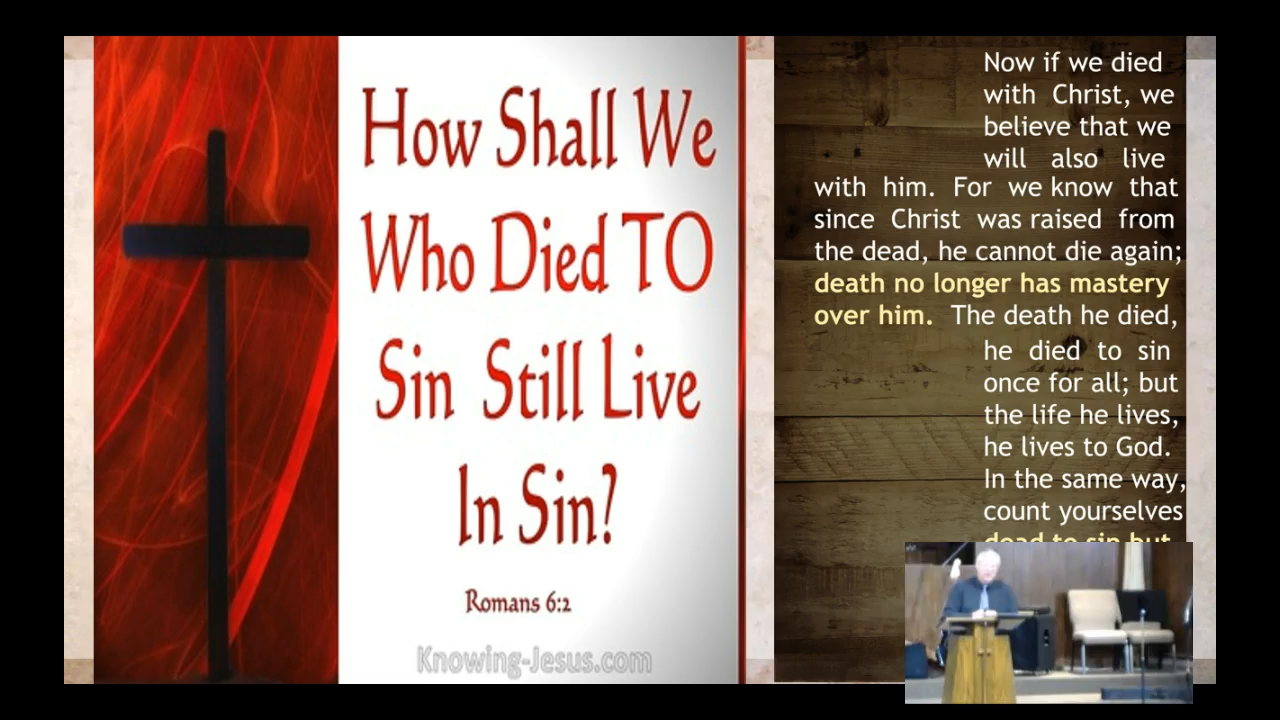 How Shall We
Who Died TO
Sin Still Live
In Sin?
Romans 6:2
Knowing-Jesus.com
Now if we died
with Christ, we
believe that we
will also live
with him. For we know that
since Christ was raised from
the dead, he cannot die again;
death no longer has mastery
over him. The death he died,
he died to sin
once for all; but
the life he lives,
he lives to God.
In the same way,
count yourselves
dead to sin but